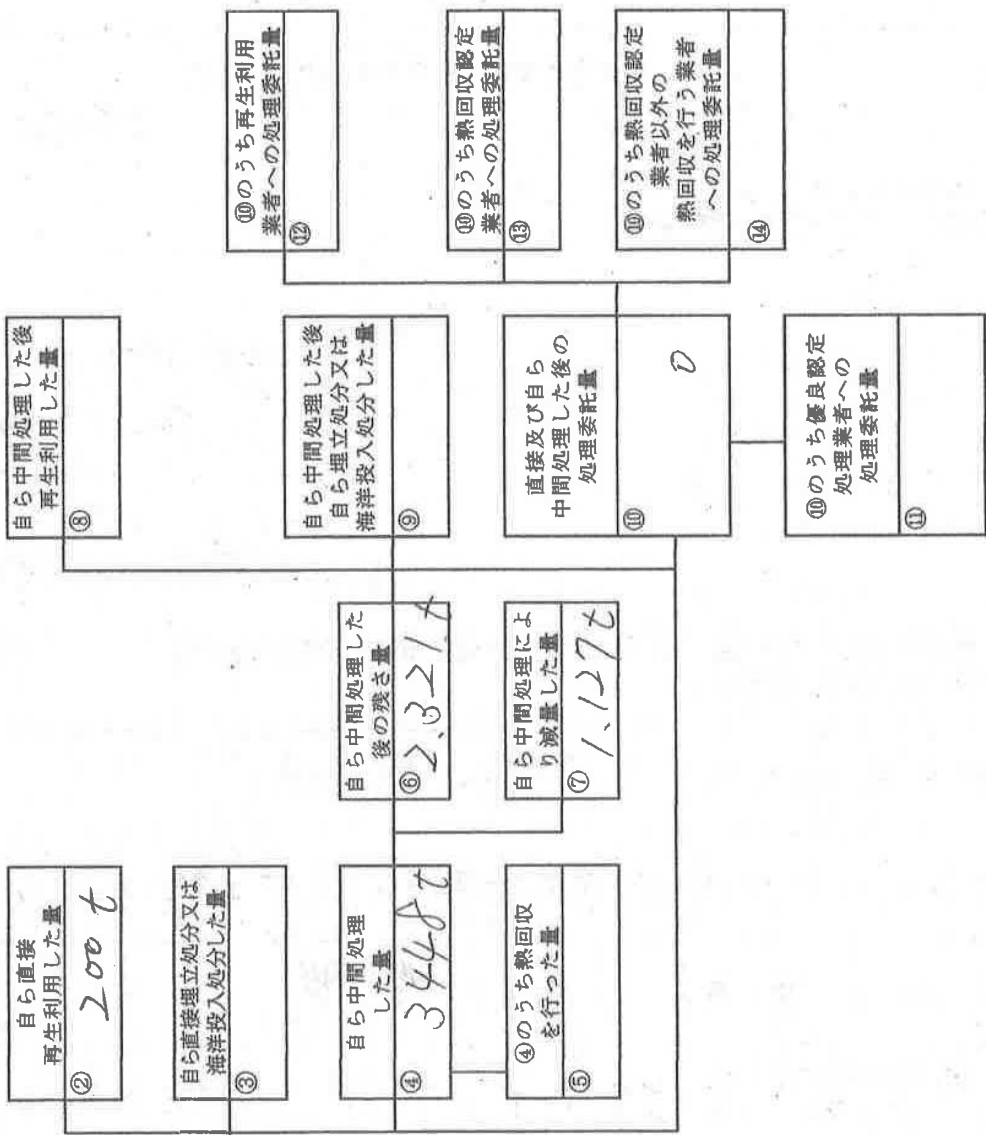 自ら直接
再生利用した量
②
200 t
自ら直接埋立処分又は
海洋投入処分した量
③
自ら中間処理
した量
④
3448 t
④のうち熱回収
を行った量
⑤
自ら中間処理した
後の残さ量
⑥
2.321.t
自ら中間処理によ
り減量した量
⑦
1.127t
自ら中間処理した後
再生利用した量
⑧
自ら中間処理した後
自ら埋立処分又は
海洋投入処分した量
⑨
直接及び自ら
中間処理した後の
処理委託量
⑩
0
⑩のうち優良認定
処理業者への
処理委託量
⑪
⑩のうち再生利用
業者への処理委託量
⑫
⑩のうち熱回収認定
業者への処理委託量
⑬
⑩のうち熱回収認定
業者以外の
熱回収を行う業者
への処理委託量
⑭